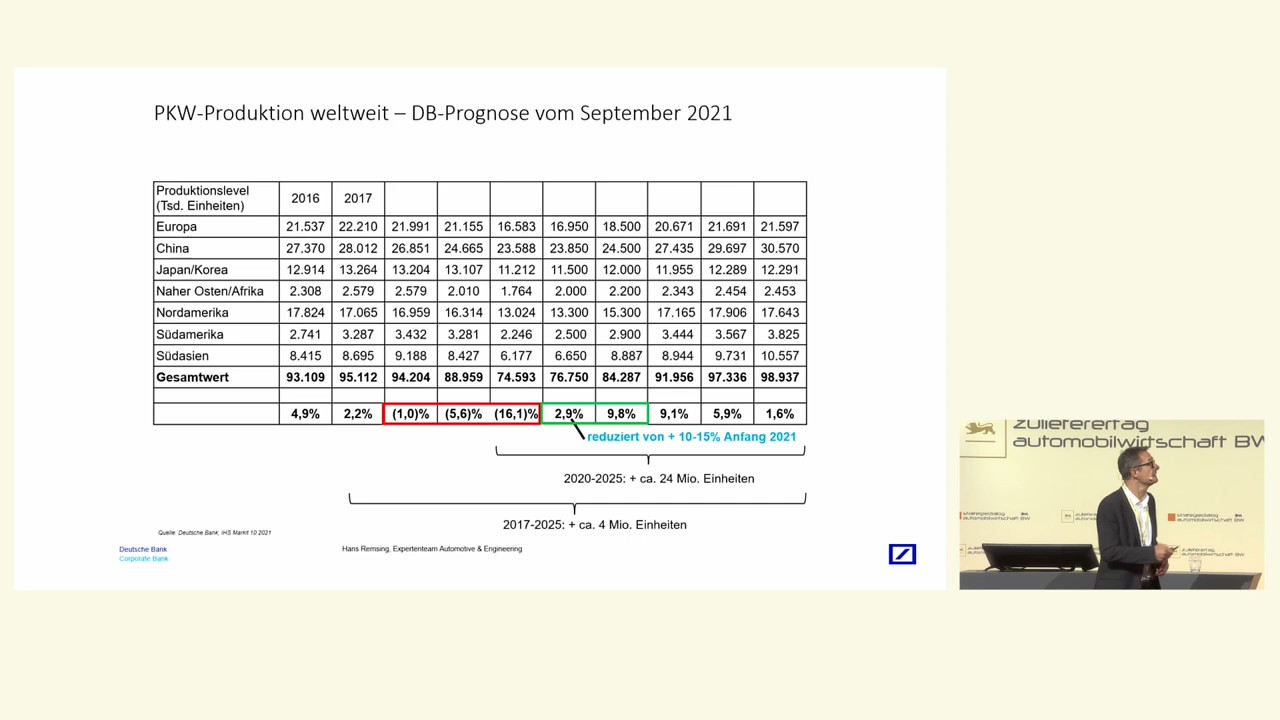 PKW-Produktion weltweit – DB-Prognose vom September 2021
Produktionslevel
(Tsd. Einheiten) 2016 2017
Europa 21.537 22.210 21.991 21.155 16.583 16.950 18.500 20.671 21.691 21.597
China 27.370 28.012 26.851 24.665 23.588 23.850 24.500 27.435 29.697 30.570
Japan/Korea 12.914 13.264 13.204 13.107 11.212 11.500 12.000 11.955 12.289 12.291
Naher Osten/Afrika 2.308 2.579 2.579 2.010 1.764 2.000 2.200 2.343 2.454 2.453
Nordamerika 17.824 17.065 16.959 16.314 13.024 13.300 15.300 17.165 17.906 17.643
Südamerika 2.741 3.287 3.432 3.281 2.246 2.500 2.900 3.444 3.567 3.825
Südasien 8.415 8.695 9.188 8.427 6.177 6.650 8.887 8.944 9.731 10.557
Gesamtwert 93.109 95.112 94.204 88.959 74.593 76.750 84.287 91.956 97.336 98.937
4,9% 2,2% (1,0)% (5,6)% (16,1)% 2,9% 9,8% 9,1% 5,9% 1,6%
reduziert von + 10-15% Anfang 2021
2020-2025: + ca. 24 Mio. Einheiten
2017-2025: + ca. 4 Mio. Einheiten
Quelle: Deutsche Bank, IHS Markit 10 2021
Deutsche Bank
Corporate Bank
Hans Remsing, Expertenteam Automotive & Engineering
zulieferertag
automobilwirtschaft BW
strategiedialog
automobilwirtschaft BW
zulieferertag
automobilwirtschaft BW